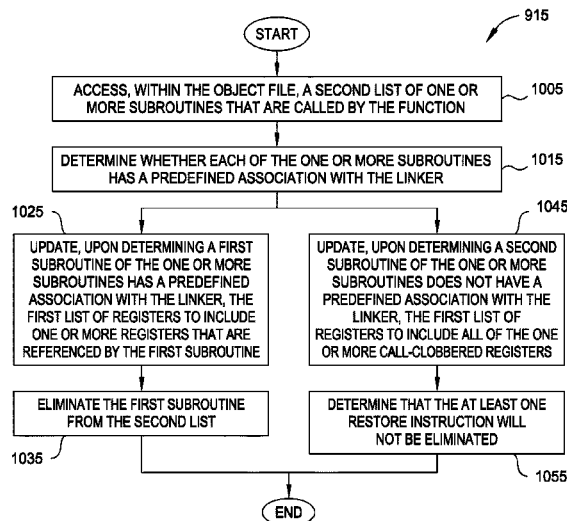 915
START
ACCESS, WITHIN THE OBJECT FILE, A SECOND LIST OF ONE OR
MORE SUBROUTINES THAT ARE CALLED BY THE FUNCTION
1005
DETERMINE WHETHER EACH OF THE ONE OR MORE SUBROUTINES
HAS A PREDEFINED ASSOCIATION WITH THE LINKER
1015
1025
UPDATE, UPON DETERMINING A FIRST
SUBROUTINE OF THE ONE OR MORE
SUBROUTINES HAS A PREDEFINED
ASSOCIATION WITH THE LINKER, THE
FIRST LIST OF REGISTERS TO INCLUDE
ONE OR MORE REGISTERS THAT ARE
REFERENCED BY THE FIRST SUBROUTINE
ELIMINATE THE FIRST SUBROUTINE
FROM THE SECOND LIST
1035
1045
UPDATE, UPON DETERMINING A SECOND
SUBROUTINE OF THE ONE OR MORE
SUBROUTINES DOES NOT HAVE A
PREDEFINED ASSOCIATION WITH THE
LINKER, THE FIRST LIST OF
REGISTERS TO INCLUDE ALL OF THE ONE
OR MORE CALL-CLOBBERED REGISTERS
DETERMINE THAT THE AT LEAST ONE
RESTORE INSTRUCTION WILL
NOT BE ELIMINATED
1055
END